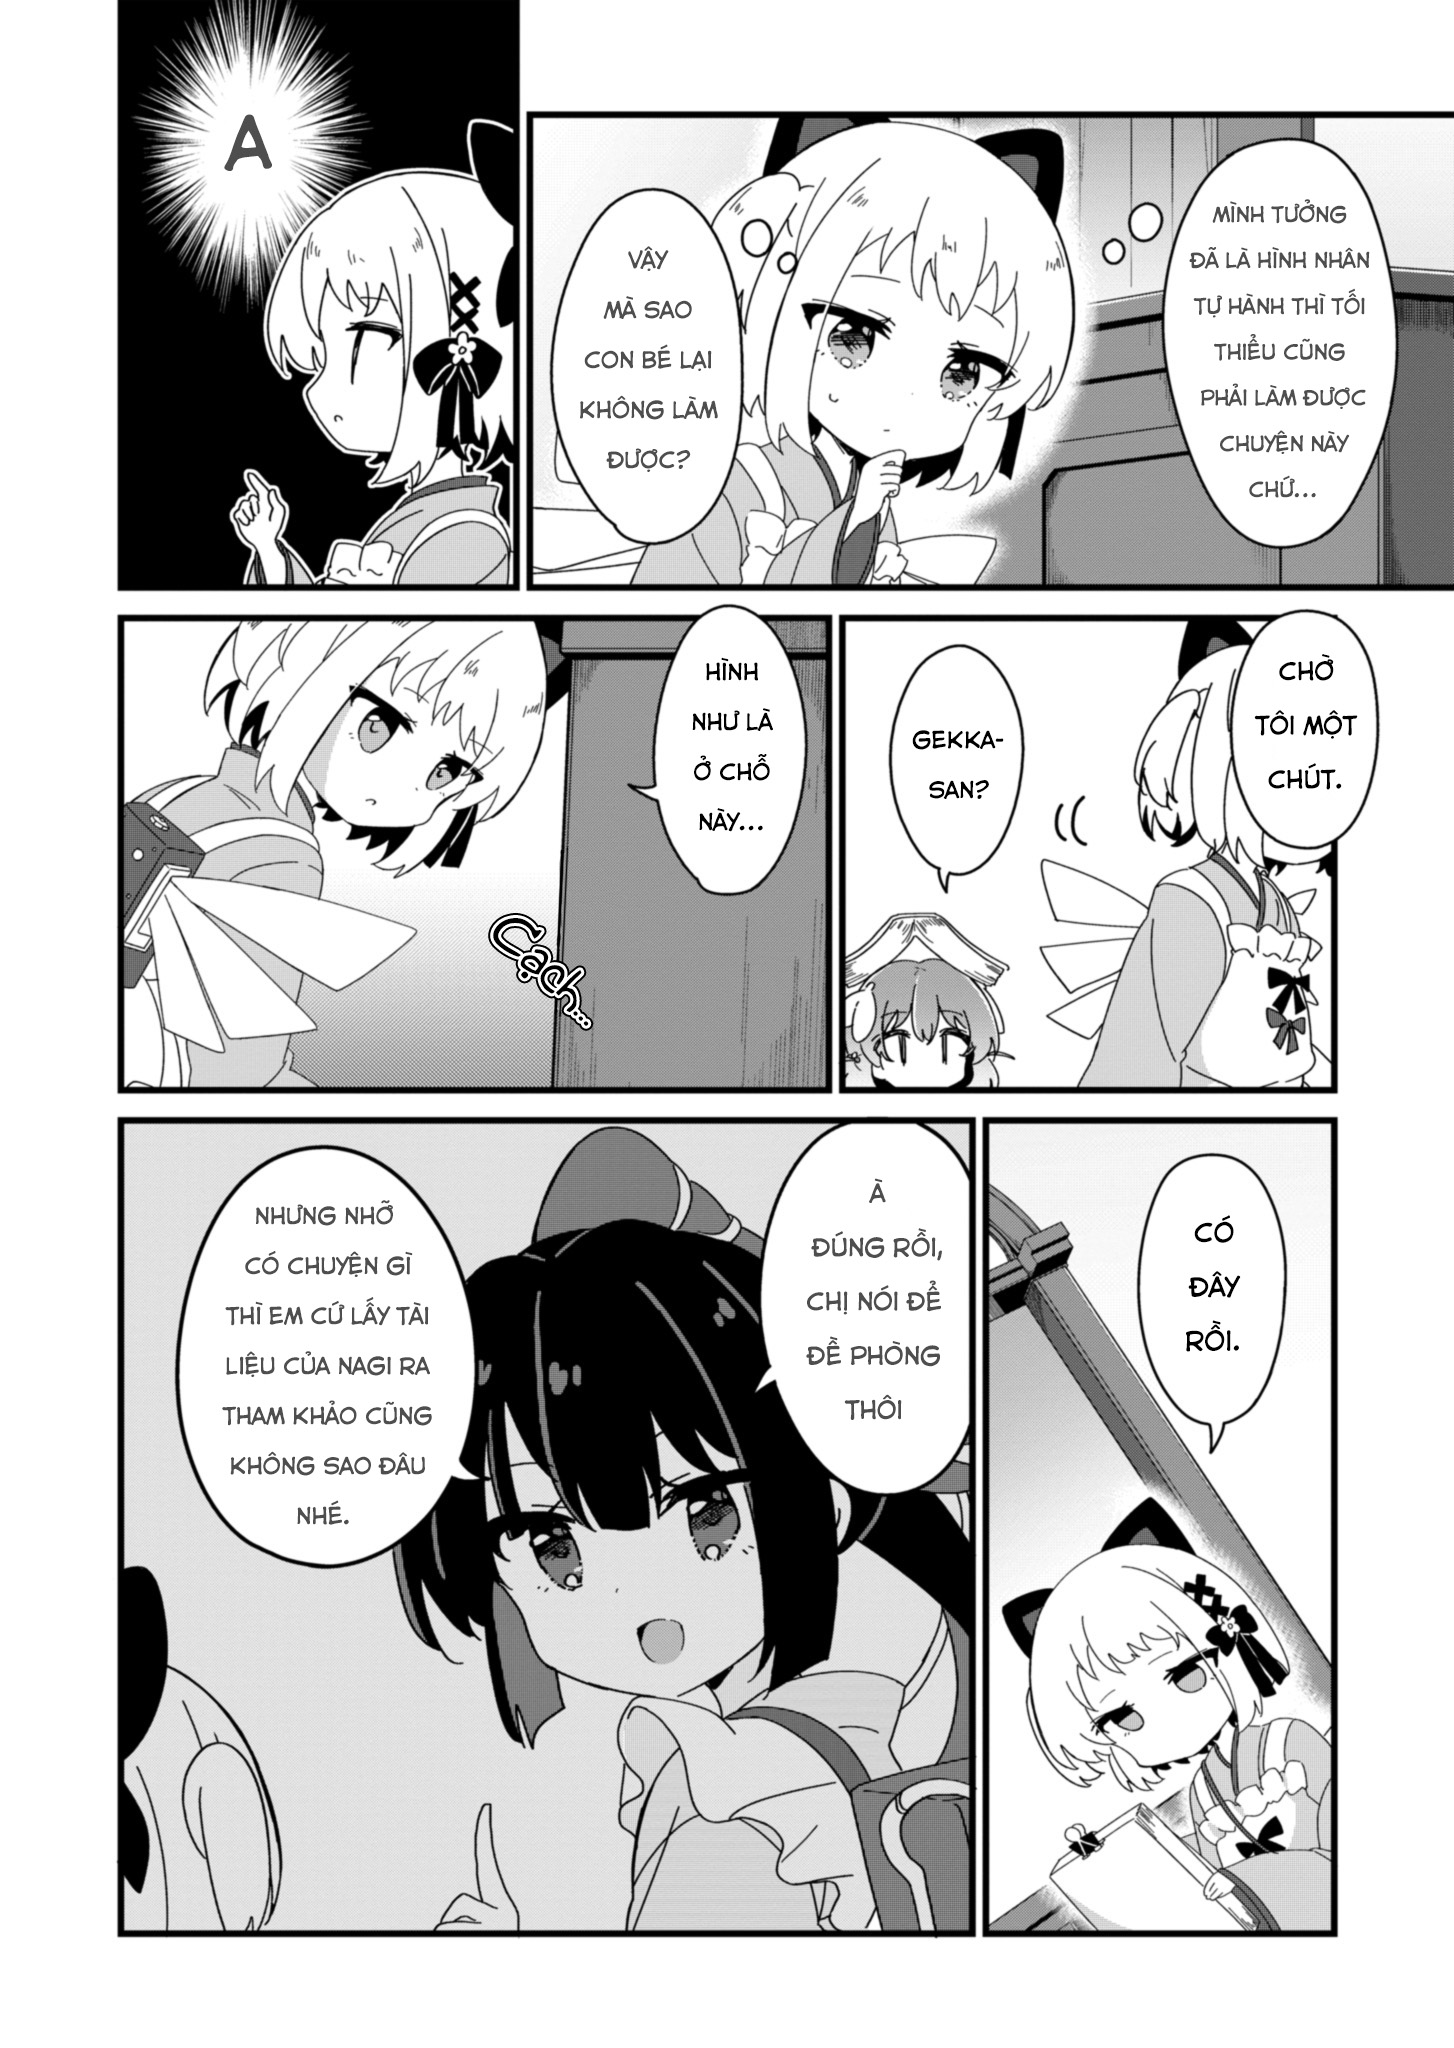 MÌNH TƯỞNG
ĐÃ LÀ HÌNH NHÂN
TỰ HÀNH THÌ TỐI
THIỂU CŨNG
PHẢI LÀM ĐƯỢC
CHUYỆN NÀY
CHỨ...
VẬY
MÀ SAO
CON BÉ LẠI
KHÔNG LÀM
ĐƯỢC?
A
CHỜ
TÔI MỘT
CHÚT.
GEKKA-
SAN?
HÌNH
NHƯ LÀ
Ở CHỖ
NÀY...
Cạch...
CÓ
ĐÂY
RỒI.
À
ĐÚNG RỒI,
CHỊ NÓI ĐỂ
ĐỀ PHÒNG
THÔI
NHƯNG NHỠ
CÓ CHUYỆN GÌ
THÌ EM CỨ LẤY TÀI
LIỆU CỦA NAGI RA
THAM KHẢO CŨNG
KHÔNG SAO ĐÂU
NHÉ.